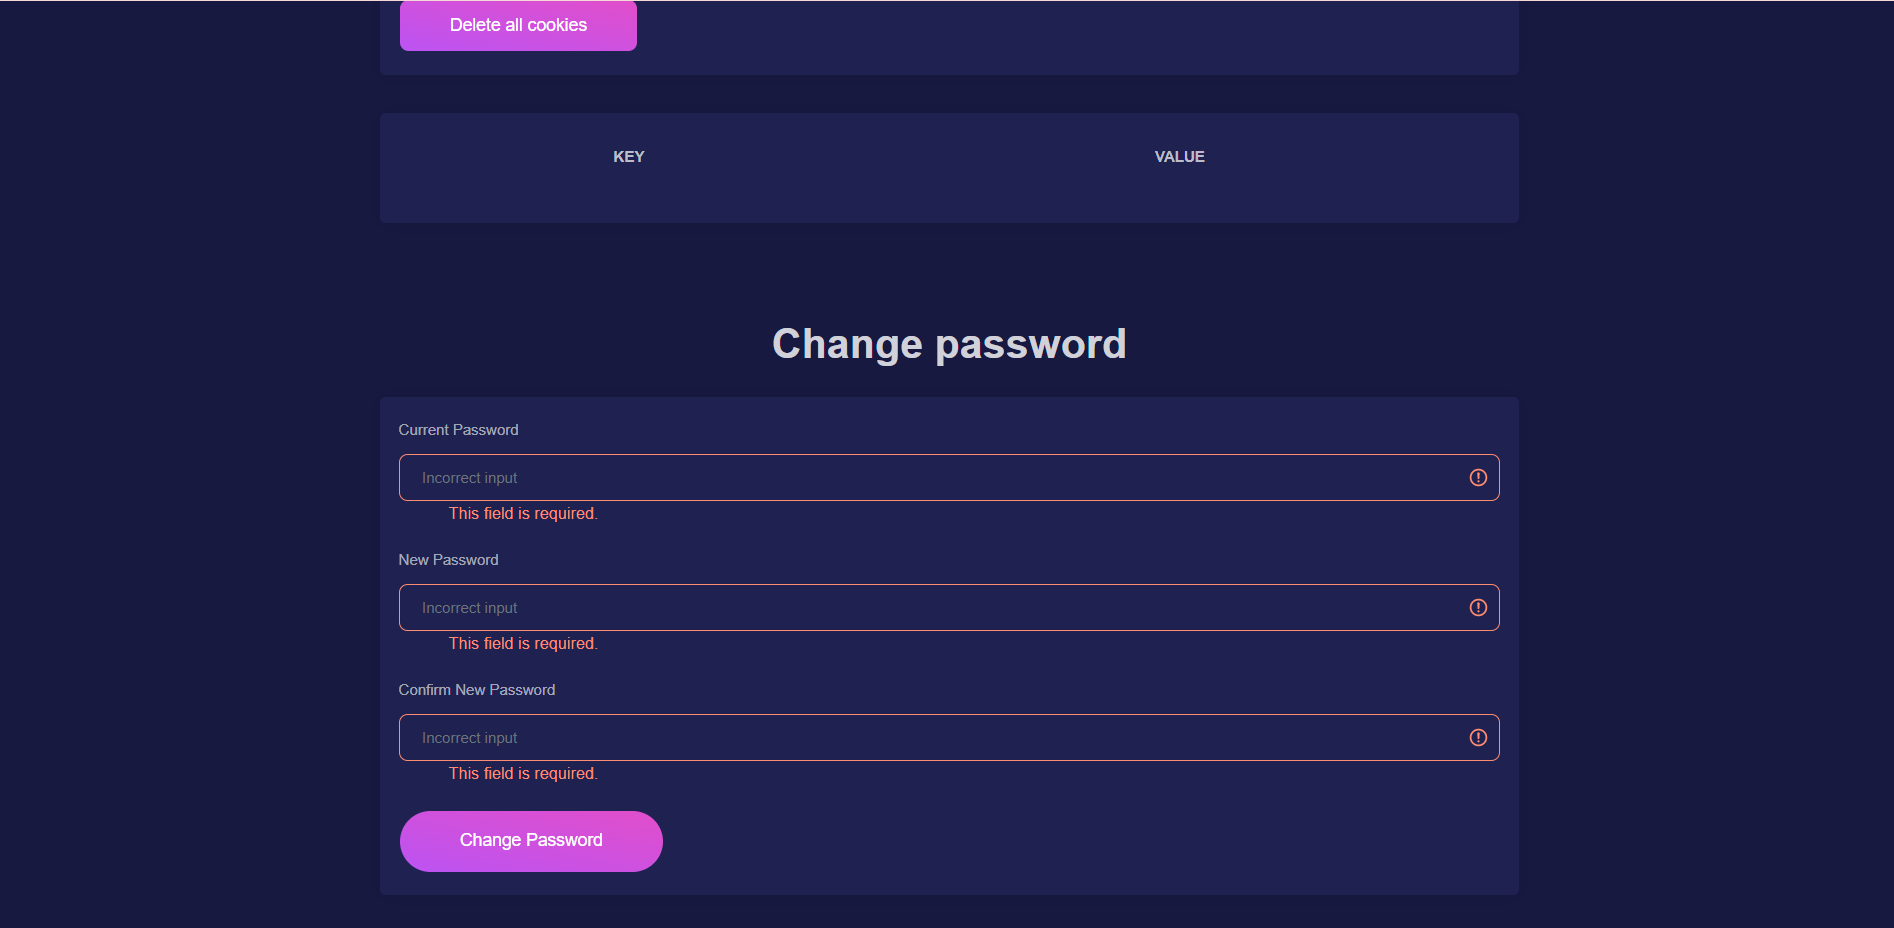 Delete all cookies
KEY VALUE
Change password
Current Password
Incorrect input
This field is required.
New Password
Incorrect input
This field is required.
Confirm New Password
Incorrect input
This field is required.
Change Password